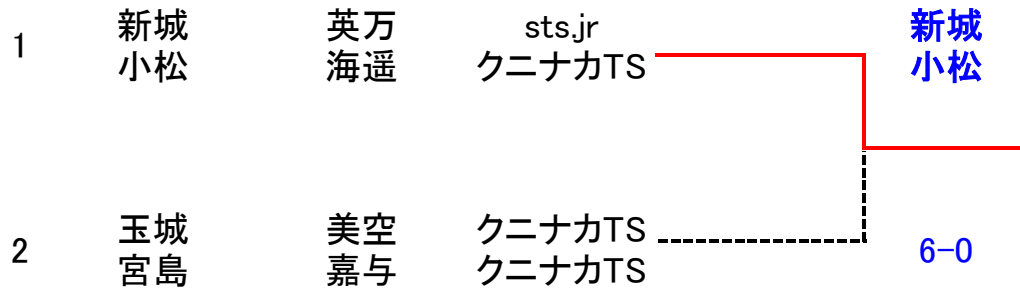 1 新城 英万 sts.jr 新城
小松 海遥 クニナカTS 小松
2 玉城 美空 クニナカTS 6-0
宮島 嘉与 クニナカTS